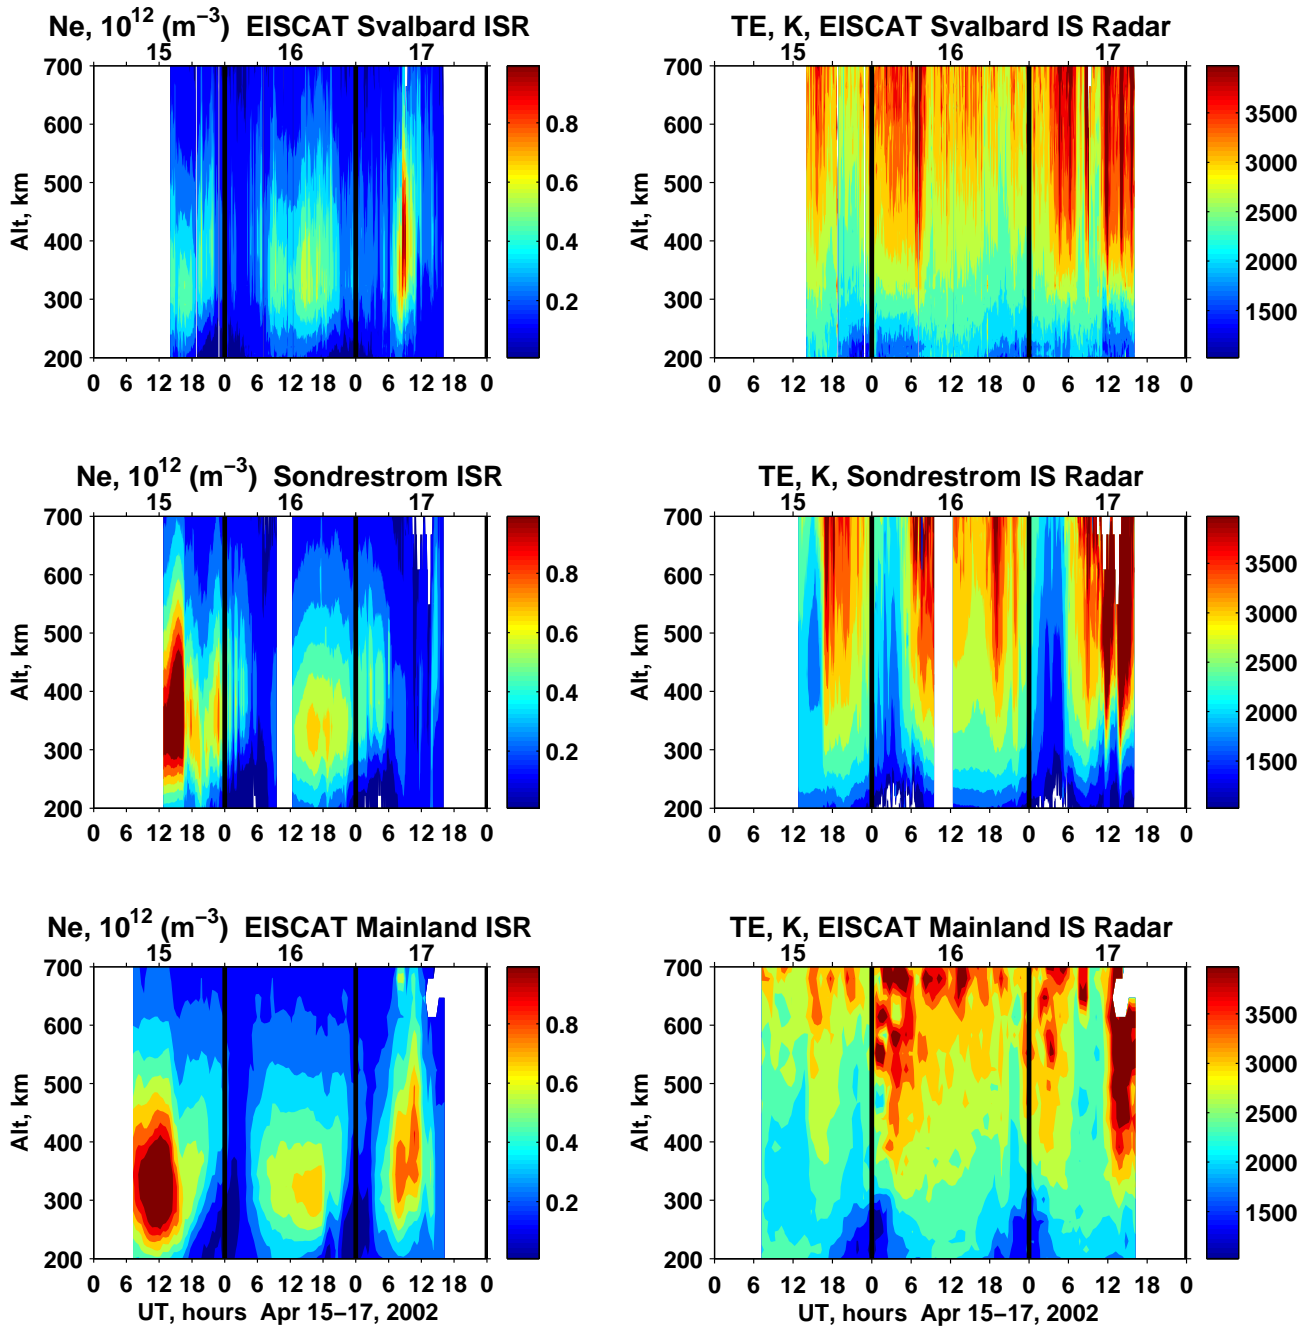 Ne, 10^12 (m^−3) EISCAT Svalbard ISR
15 16 17
700
600
500
400
300
200
Alt, km
0 6 12 18 0 6 12 18 0 6 12 18 0
0.8
0.6
0.4
0.2
TE, K, EISCAT Svalbard IS Radar
15 16 17
700
600
500
400
300
200
Alt, km
0 6 12 18 0 6 12 18 0 6 12 18 0
3500
3000
2500
2000
1500
Ne, 10^12 (m^−3) Sondrestrom ISR
15 16 17
700
600
500
400
300
200
Alt, km
0 6 12 18 0 6 12 18 0 6 12 18 0
0.8
0.6
0.4
0.2
TE, K, Sondrestrom IS Radar
15 16 17
700
600
500
400
300
200
Alt, km
0 6 12 18 0 6 12 18 0 6 12 18 0
3500
3000
2500
2000
1500
Ne, 10^12 (m^−3) EISCAT Mainland ISR
15 16 17
700
600
500
400
300
200
Alt, km
0 6 12 18 0 6 12 18 0 6 12 18 0
UT, hours Apr 15−17, 2002
0.8
0.6
0.4
0.2
TE, K, EISCAT Mainland IS Radar
15 16 17
700
600
500
400
300
200
Alt, km
0 6 12 18 0 6 12 18 0 6 12 18 0
UT, hours Apr 15−17, 2002
3500
3000
2500
2000
1500